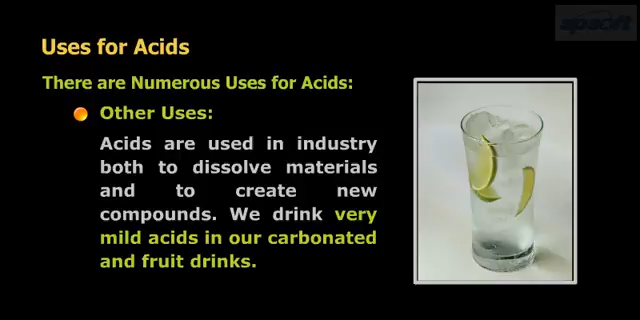 spsoft
Uses for Acids
There are Numerous Uses for Acids:
Other Uses:
Acids are used in industry
both to dissolve materials
and to create new
compounds. We drink very
mild acids in our carbonated
and fruit drinks.